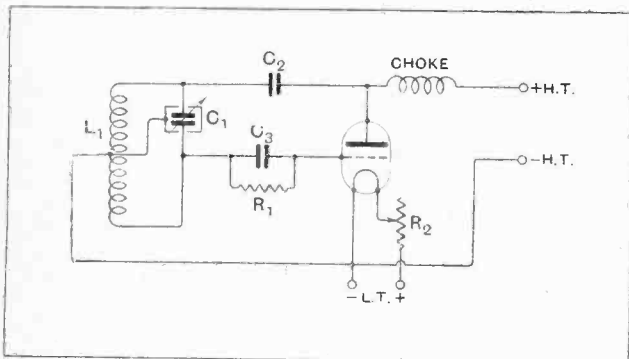 C2
CHOKE
+H.T.
L1
C1
C3
-H.T.
R1
R2
-L.T.+